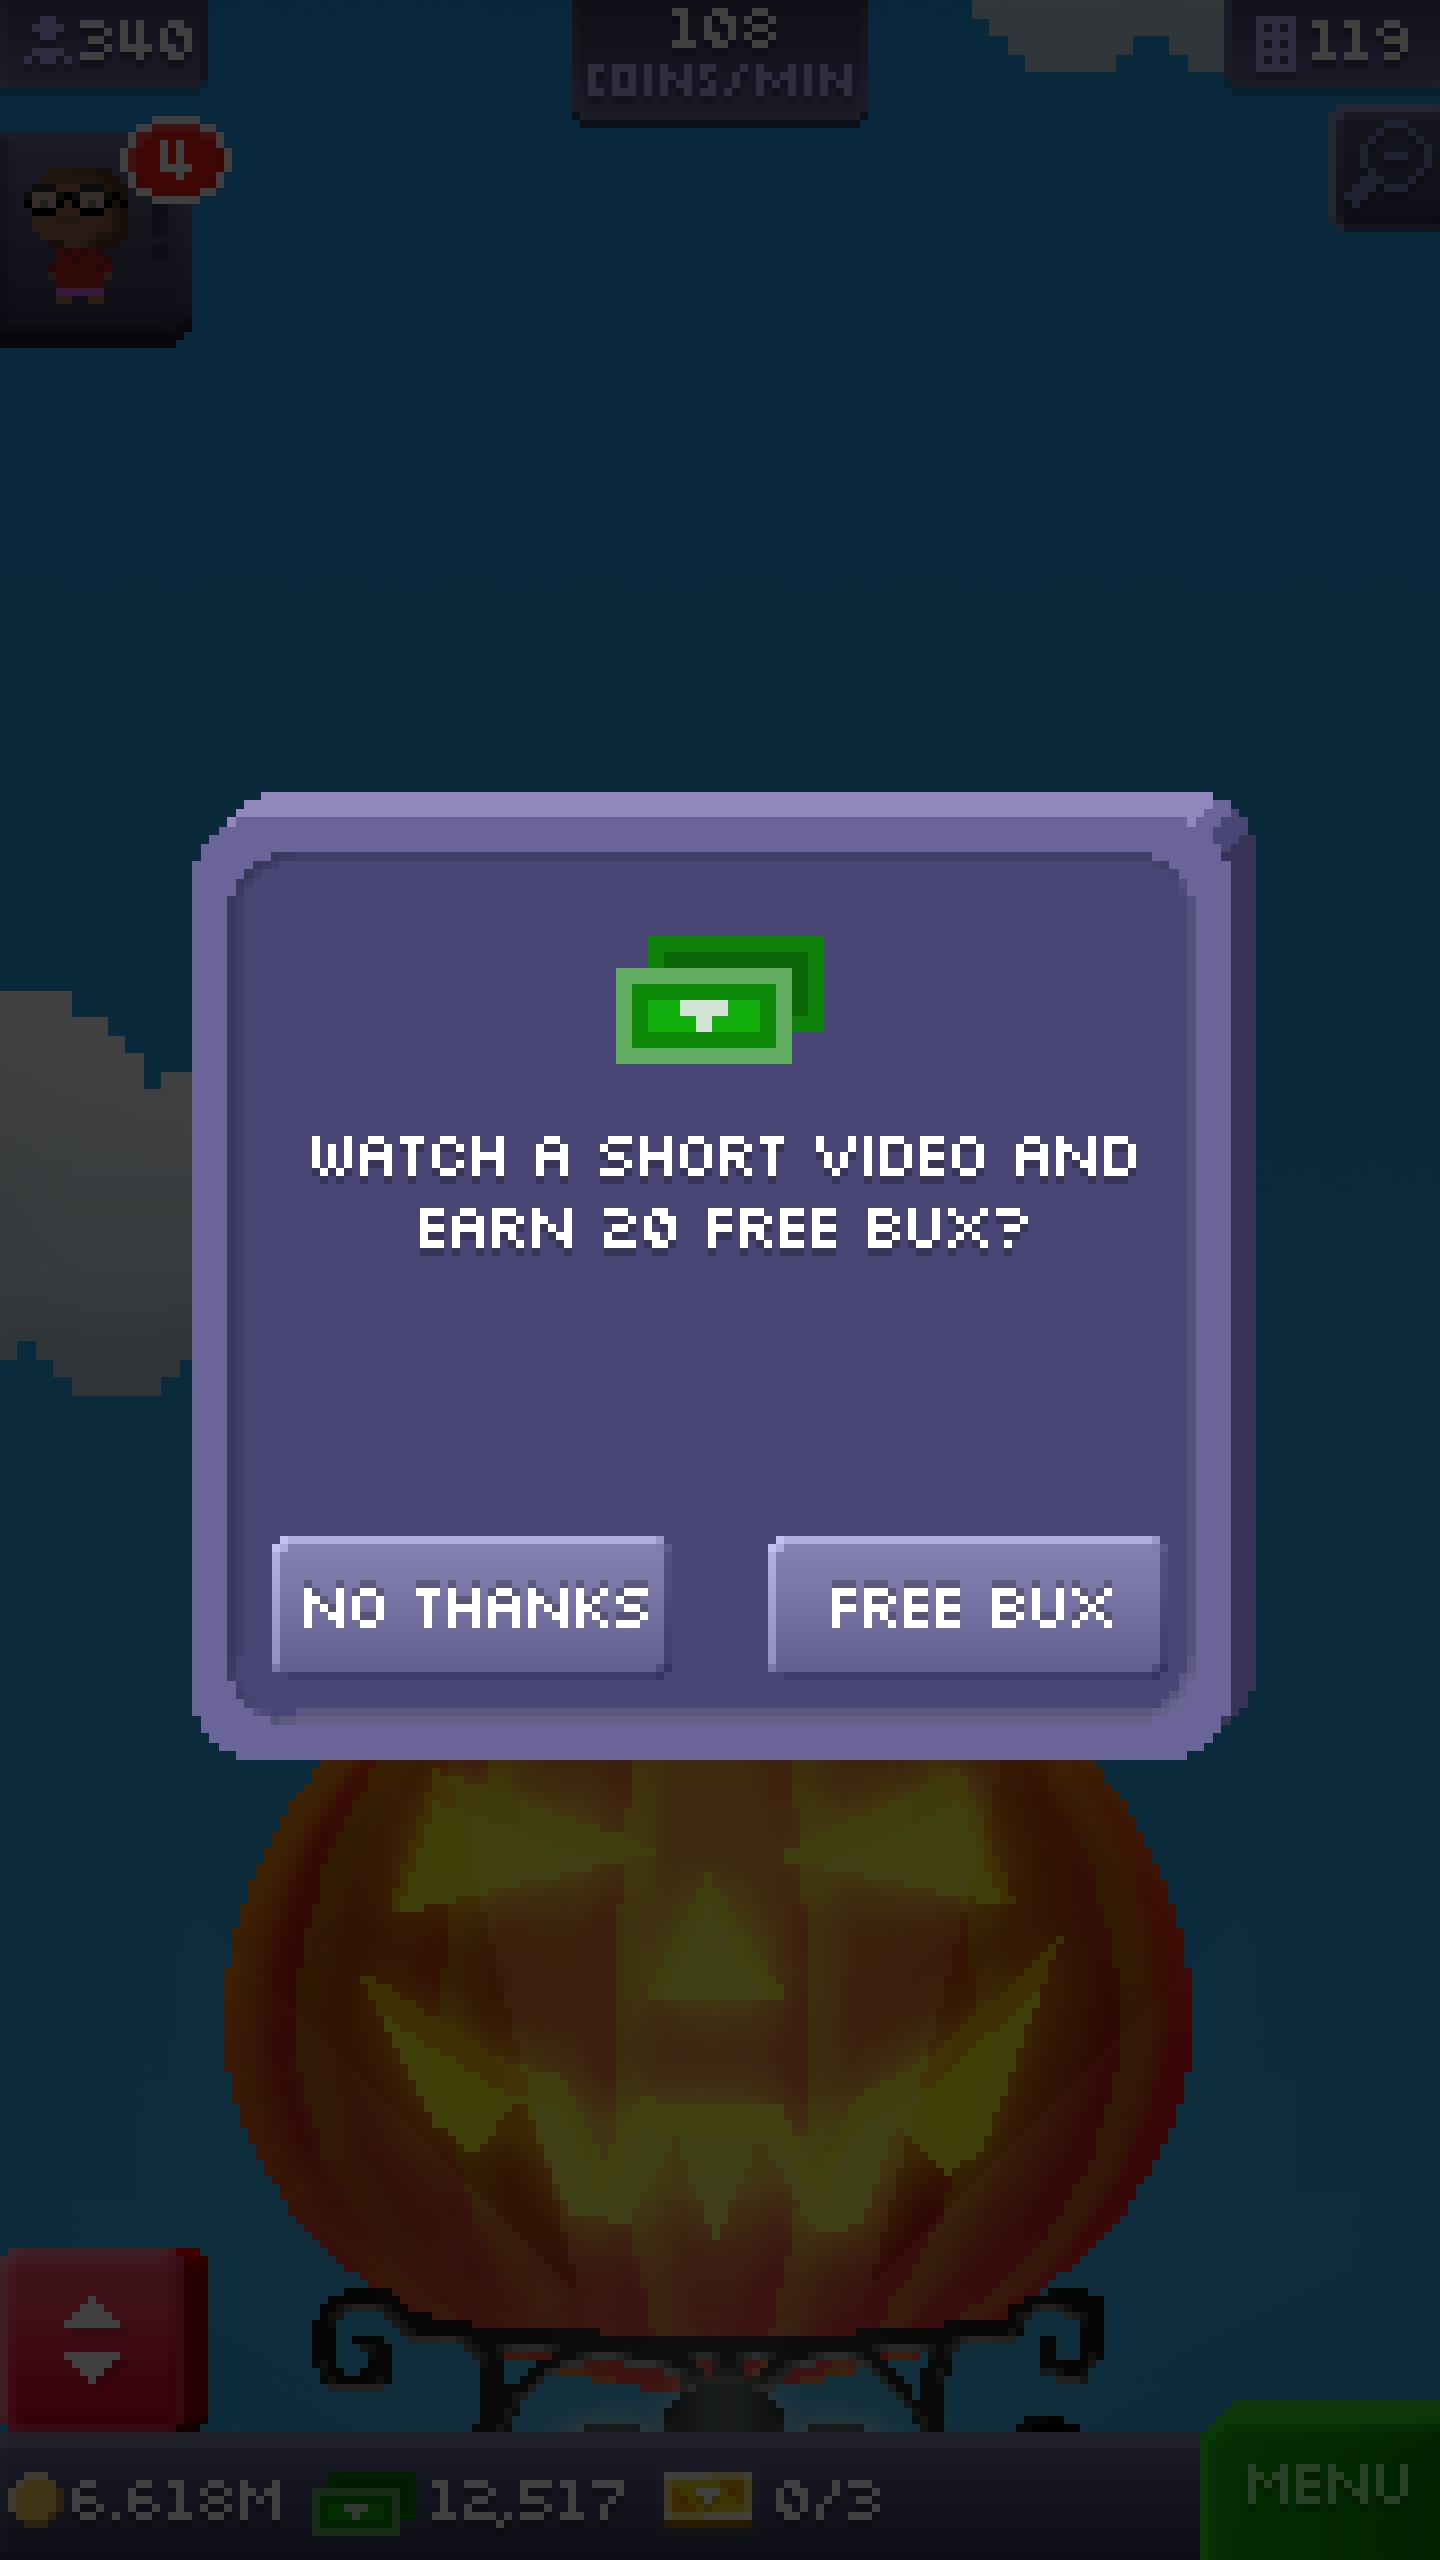 340
108
COINS/MIN
119
4
WATCH A SHORT VIDEO AND
EARN 20 FREE BUX?
NO THANKS
FREE BUX
6.618M
12,517
0/3
MENU